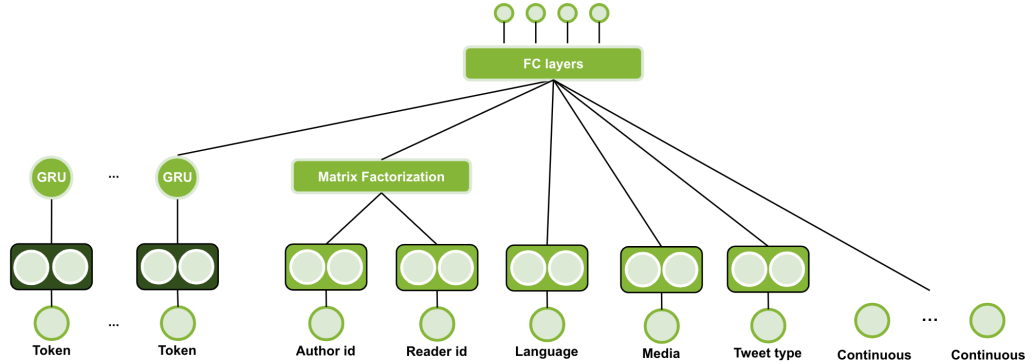 FC layers
GRU
...
GRU
Matrix Factorization
...
...
Token
Token
Author id
Reader id
Language
Media
Tweet type
Continuous
Continuous